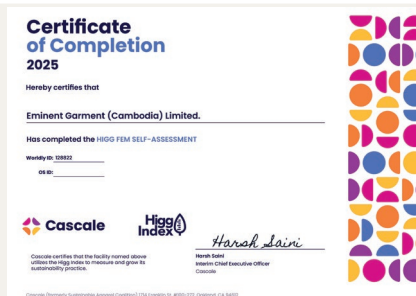 Certificate
of Completion
2025
Hereby certifies that
Eminent Garment (Cambodia) Limited.
Has completed the HIGG FEM SELF-ASSESSMENT
Worldly ID: 128822
OS ID:
Cascale
Higg
Index
Harsh Saini
Harsh Saini
Interim Chief Executive Officer
Cascale
Cascale certifies that the facility named above
utilizes the Higg Index to measure and grow its
sustainability practice.